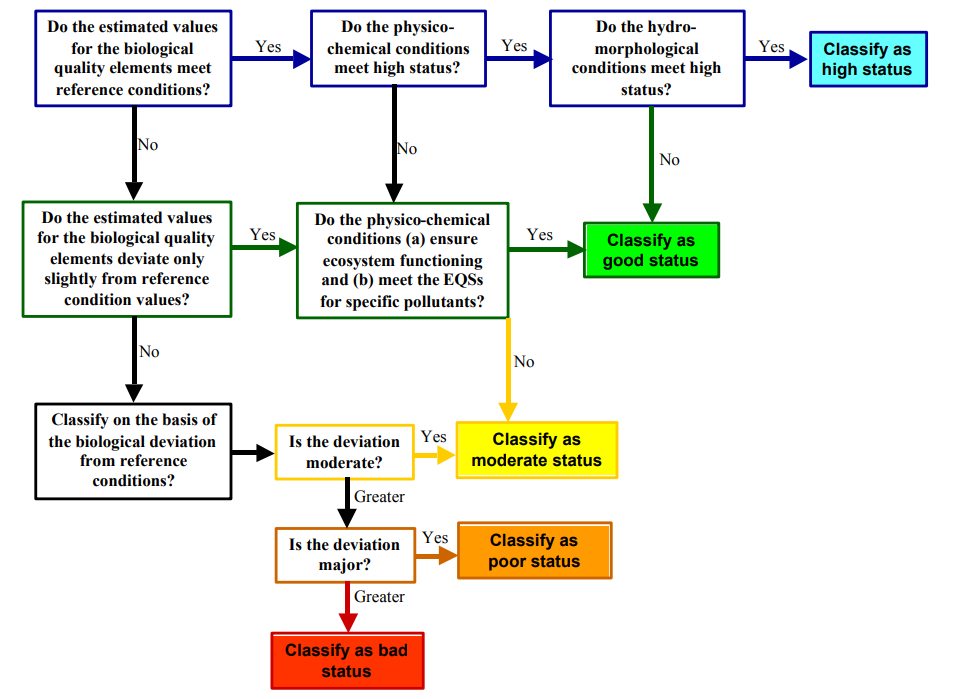 Do the estimated values
for the biological
quality elements meet
reference conditions?
Yes
Do the physico-
chemical conditions
meet high status?
Yes
Do the hydro-
morphological
conditions meet high
status?
Yes
Classify as
high status
No
No
No
Do the estimated values
for the biological quality
elements deviate only
slightly from reference
condition values?
Yes
Do the physico-chemical
conditions (a) ensure
ecosystem functioning
and (b) meet the EQSs
for specific pollutants?
Yes
Classify as
good status
No
No
Classify on the basis of
the biological deviation
from reference
conditions?
Is the deviation
moderate?
Yes
Classify as
moderate status
Greater
Is the deviation
major?
Yes
Classify as
poor status
Greater
Classify as bad
status